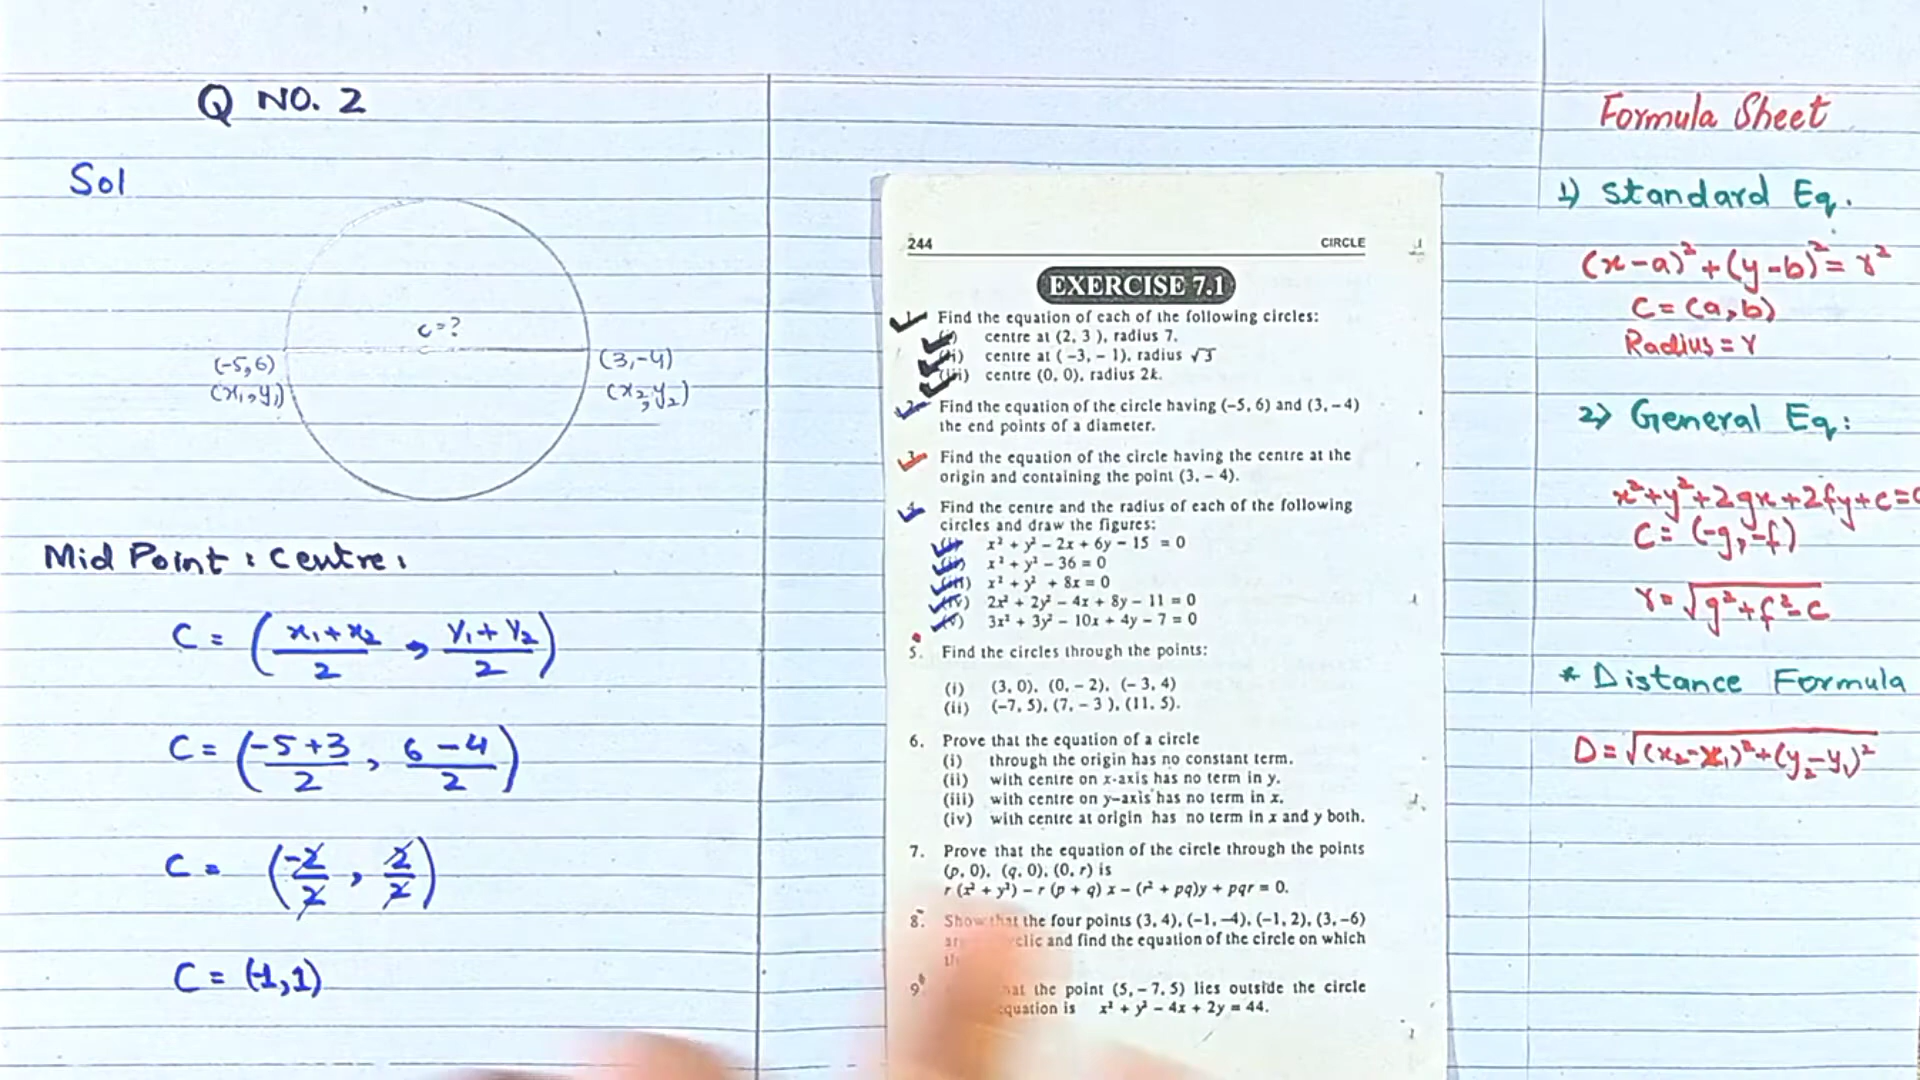 Q NO. 2
Sol
c=?
(-5,6)
(x₁,y₁)
(3,-4)
(x₂,y₂)
Mid Point : Centre :
C = (x₁+x₂/2 , y₁+y₂/2)
C = (-5+3/2 , 6-4/2)
C = (-2/2 , 2/2)
C = (-1,1)
244 CIRCLE
EXERCISE 7.1
1. Find the equation of each of the following circles:
(i) centre at (2, 3 ), radius 7.
(ii) centre at ( -3, - 1), radius √3
(iii) centre (0, 0), radius 2k.
2. Find the equation of the circle having (-5, 6) and (3, -4)
the end points of a diameter.
3. Find the equation of the circle having the centre at the
origin and containing the point (3, - 4).
4. Find the centre and the radius of each of the following
circles and draw the figures:
(i) x² + y² - 2x + 6y - 15 = 0
(ii) x² + y² - 36 = 0
(iii) x² + y² + 8x = 0
(iv) 2x² + 2y² - 4x + 8y - 11 = 0
(v) 3x² + 3y² - 10x + 4y - 7 = 0
5. Find the circles through the points:
(i) (3, 0), (0, - 2), (- 3, 4)
(ii) (-7, 5), (7, - 3 ), (11, 5).
6. Prove that the equation of a circle
(i) through the origin has no constant term.
(ii) with centre on x-axis has no term in y.
(iii) with centre on y-axis has no term in x.
(iv) with centre at origin has no term in x and y both.
7. Prove that the equation of the circle through the points
(p, 0), (q, 0), (0, r) is
r (x² + y²) - r (p + q) x - (r² + pq)y + pqr = 0.
8. Show that the four points (3, 4), (-1, -4), (-1, 2), (3, -6)
and find the equation of the circle on which
9. the point (5, - 7, 5) lies outside the circle
equation is x² + y² - 4x + 2y = 44.
Formula Sheet
1) Standard Eq.
(x-a)²+(y-b)²=r²
C=(a,b)
Radius=r
2) General Eq:
x²+y²+2gx+2fy+c=0
C=(-g,-f)
r=√g²+f²-c
* Distance Formula
D=√(x₂-x₁)²+(y₂-y₁)²